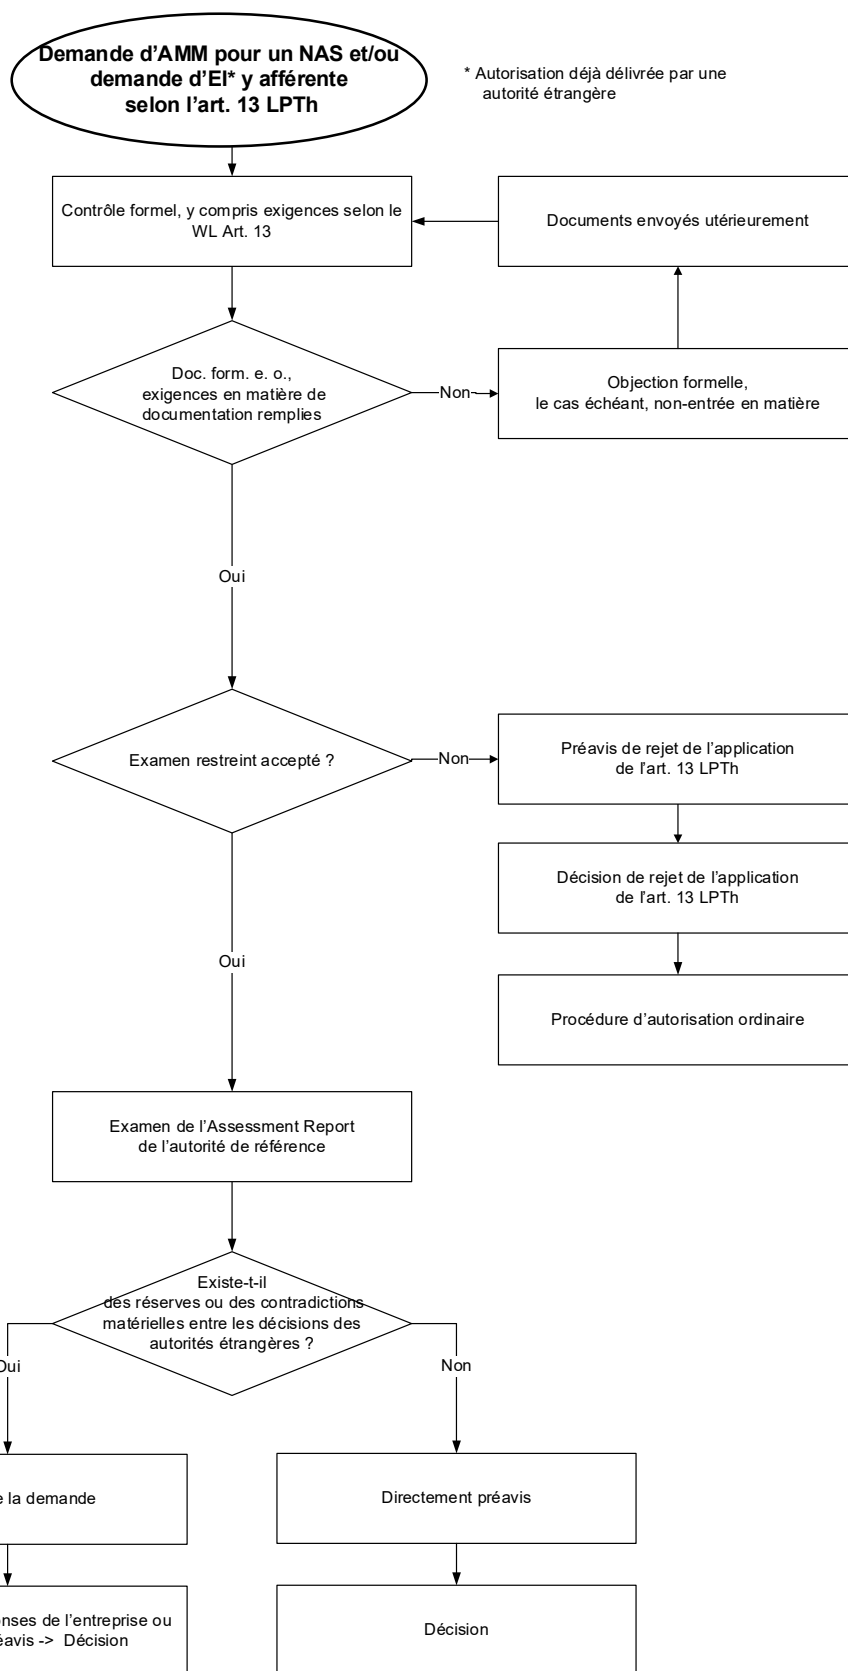 Demande d'AMM pour un NAS et/ou
demande d'EI* y afférente
selon l'art. 13 LPTh
* Autorisation déjà délivrée par une
autorité étrangère
Contrôle formel, y compris exigences selon le
WL Art. 13
Documents envoyés utérieurement
Doc. form. e. o.,
exigences en matière de
documentation remplies
Non
Objection formelle,
le cas échéant, non-entrée en matière
Oui
Examen restreint accepté ?
Non
Préavis de rejet de l'application
de l'art. 13 LPTh
Décision de rejet de l'application
de l'art. 13 LPTh
Oui
Procédure d'autorisation ordinaire
Examen de l'Assessment Report
de l'autorité de référence
Existe-t-il
des réserves ou des contradictions
matérielles entre les décisions des
autorités étrangères ?
Oui
Non
la demande
Directement préavis
de l'entreprise ou
-> Décision
Décision